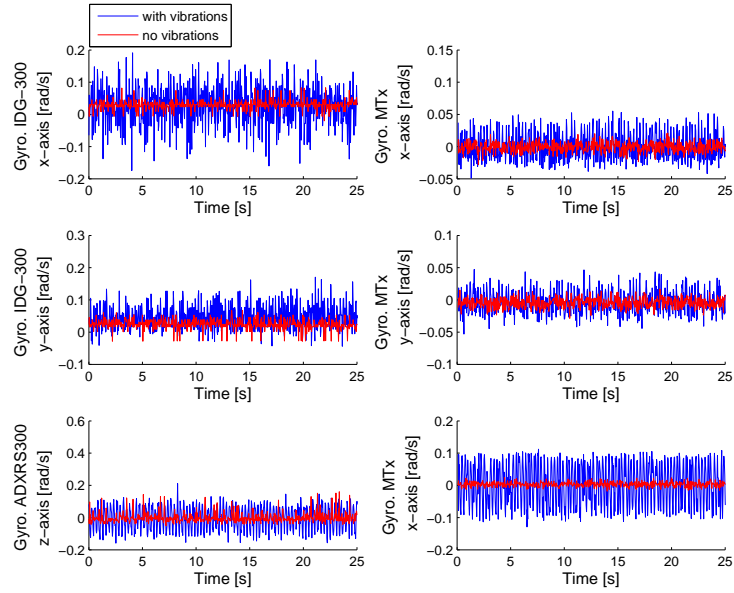 with vibrations
no vibrations
Gyro. IDG−300
x−axis [rad/s]
0.2
0.1
0
−0.1
−0.2
0 5 10 15 20 25
Time [s]
Gyro. MTx
x−axis [rad/s]
0.15
0.1
0.05
0
−0.05
0 5 10 15 20 25
Time [s]
Gyro. IDG−300
y−axis [rad/s]
0.3
0.2
0.1
0
−0.1
0 5 10 15 20 25
Time [s]
Gyro. MTx
y−axis [rad/s]
0.1
0.05
0
−0.05
−0.1
0 5 10 15 20 25
Time [s]
Gyro. ADXRS300
z−axis [rad/s]
0.6
0.4
0.2
0
−0.2
0 5 10 15 20 25
Time [s]
Gyro. MTx
x−axis [rad/s]
0.2
0.1
0
−0.1
−0.2
0 5 10 15 20 25
Time [s]